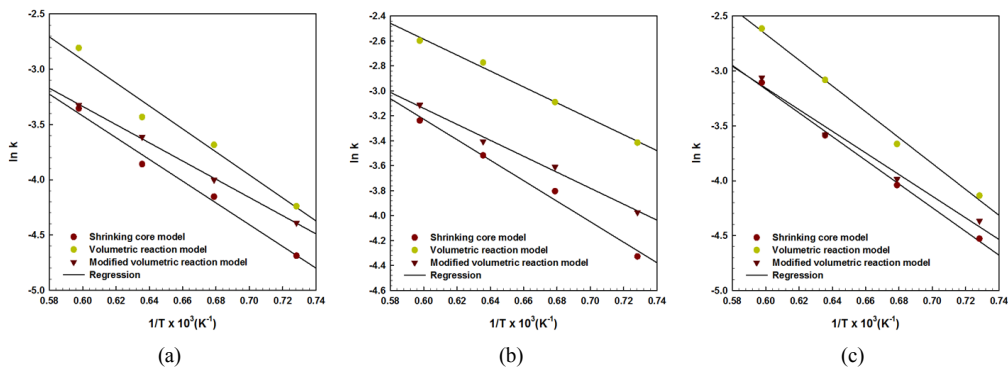 -2.0
-2.5
-3.0
-3.5
-4.0
-4.5
-5.0
ln k
Shrinking core model
Volumetric reaction model
Modified volumetric reaction model
Regression
0.58 0.60 0.62 0.64 0.66 0.68 0.70 0.72 0.74
1/T x 10³(K⁻¹)
(a)
-2.4
-2.6
-2.8
-3.0
-3.2
-3.4
-3.6
-3.8
-4.0
-4.2
-4.4
-4.6
ln k
Shrinking core model
Volumetric reaction model
Modified volumetric reaction model
Regression
0.58 0.60 0.62 0.64 0.66 0.68 0.70 0.72 0.74
1/T x 10³(K⁻¹)
(b)
-2.5
-3.0
-3.5
-4.0
-4.5
-5.0
ln k
Shrinking core model
Volumetric reaction model
Modified volumetric reaction model
Regression
0.58 0.60 0.62 0.64 0.66 0.68 0.70 0.72 0.74
1/T x 10³(K⁻¹)
(c)